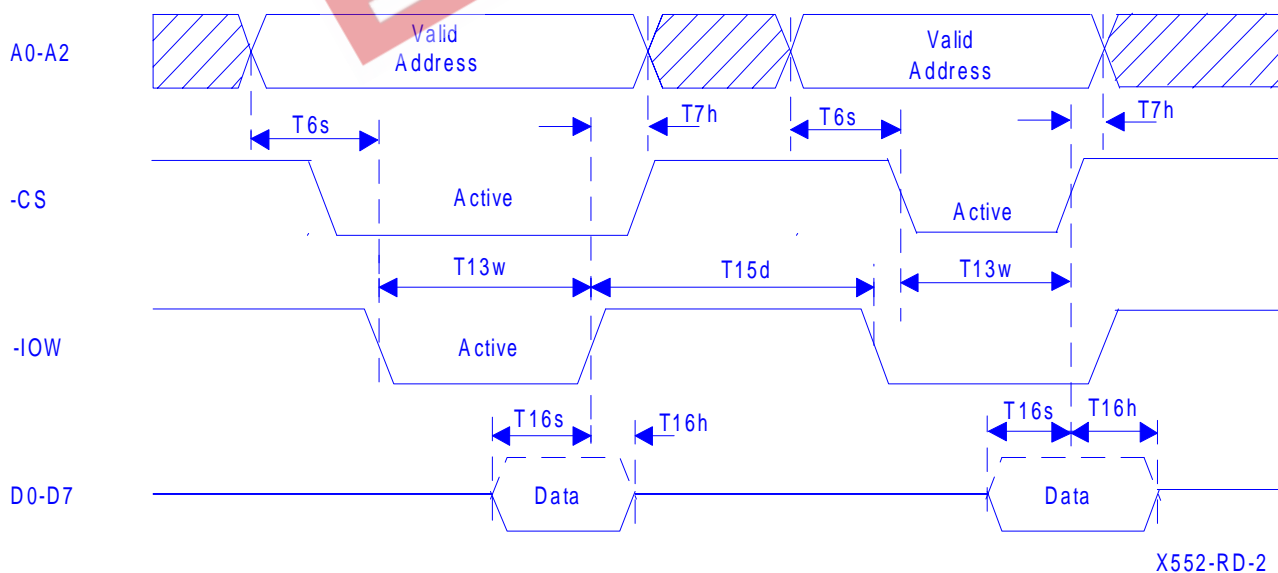 A0-A2
Valid
Address
Valid
Address
T6s
T7h
T6s
T7h
-CS
Active
Active
T13w
T15d
T13w
-IOW
Active
T16s
T16h
T16s
T16h
D0-D7
Data
Data
X552-RD-2